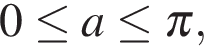 0 ≤ a ≤ π,